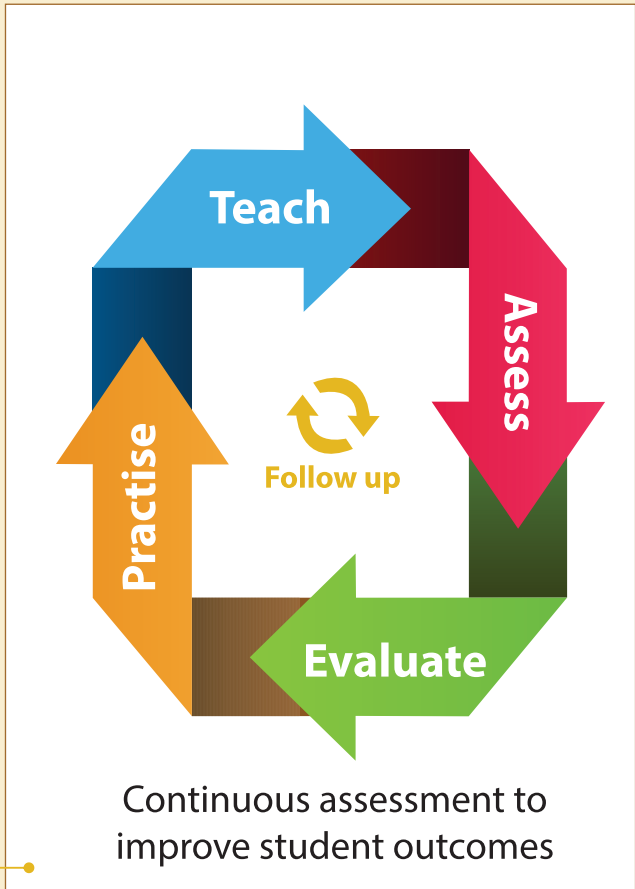 Teach
Assess
Follow up
Practise
Evaluate
Continuous assessment to
improve student outcomes